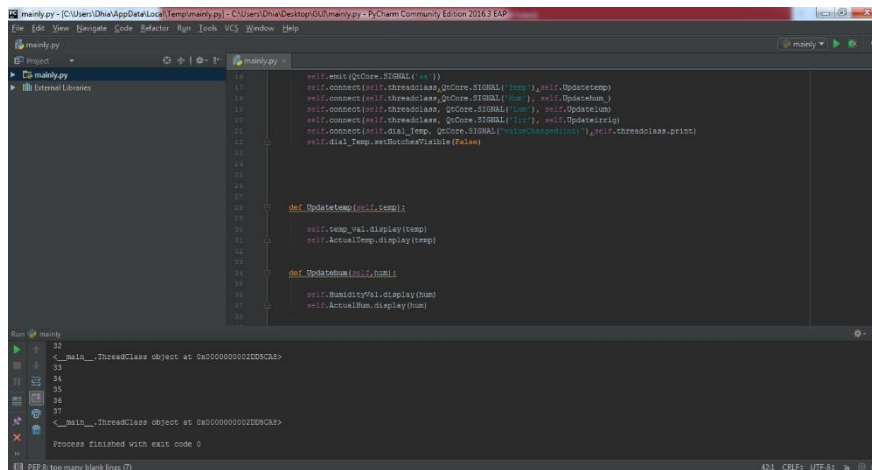 mainly.py - [C:\Users\Dhia\AppData\Local\Temp\mainly.py] - C:\Users\Dhia\Desktop\GUI\mainly.py - PyCharm Community Edition 2016.3 EAP
File Edit View Navigate Code Refactor Run Tools VCS Window Help
mainly.py
mainly
Project
mainly.py
mainly.py
External Libraries
16 self.emit(QtCore.SIGNAL('aa'))
17 self.connect(self.threadclass,QtCore.SIGNAL('Temp'),self.Updatetemp)
18 self.connect(self.threadclass,QtCore.SIGNAL('Hum'), self.Updatehum_)
19 self.connect(self.threadclass, QtCore.SIGNAL('Lum'), self.Updatelum)
20 self.connect(self.threadclass, QtCore.SIGNAL('Irr'), self.Updateirrig)
21 self.connect(self.dial_Temp, QtCore.SIGNAL('valueChanged(int)'),self.threadclass.print)
22 self.dial_Temp.setNotchesVisible(False)
23
24
25
26
27
28 def Updatetemp(self,temp):
29
30 self.temp_val.display(temp)
31 self.ActualTemp.display(temp)
32
33
34 def Updatehum(self,hum):
35
36 self.HumidityVal.display(hum)
37 self.ActualHum.display(hum)
38
Run mainly
32
<__main__.ThreadClass object at 0x0000000002DD5CA8>
33
34
35
36
37
<__main__.ThreadClass object at 0x0000000002DD5CA8>
Process finished with exit code 0
PEP 8: too many blank lines (7)
42:1 CRLF÷ UTF-8÷